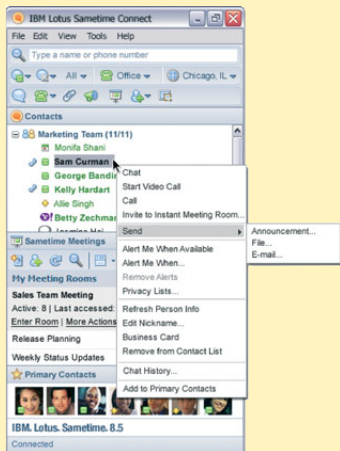 IBM Lotus Sametime Connect
File Edit View Tools Help
Type a name or phone number
All Office Chicago, IL
Contacts
Marketing Team (11/11)
Monifa Shani
Sam Curman
George Bandin
Kelly Hardart
Allie Singh
Betty Zechman
Chat
Start Video Call
Call
Invite to Instant Meeting Room...
Send
Announcement...
File...
E-mail...
Alert Me When Available
Alert Me When...
Remove Alerts
Privacy Lists...
Refresh Person Info
Edit Nickname...
Business Card
Remove from Contact List
Chat History...
Add to Primary Contacts
Sametime Meetings
My Meeting Rooms
Sales Team Meeting
Active: 8 | Last accessed:
Enter Room | More Actions
Release Planning
Weekly Status Updates
Primary Contacts
IBM. Lotus. Sametime. 8.5
Connected